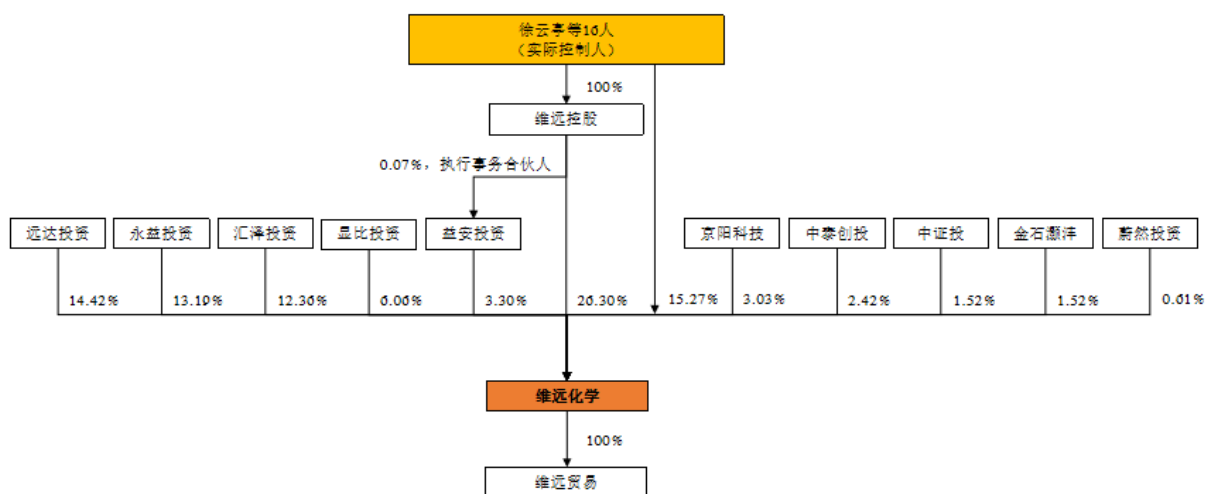 徐云亭等16人
（实际控制人）
100%
维远控股
0.07%，执行事务合伙人
远达投资 永益投资 汇泽投资 显比投资 益安投资 京阳科技 中泰创投 中证投 金石灏沣 蔚然投资
14.42% 13.19% 12.36% 6.06% 3.30% 26.30% 15.27% 3.03% 2.42% 1.52% 1.52% 0.61%
维远化学
100%
维远贸易